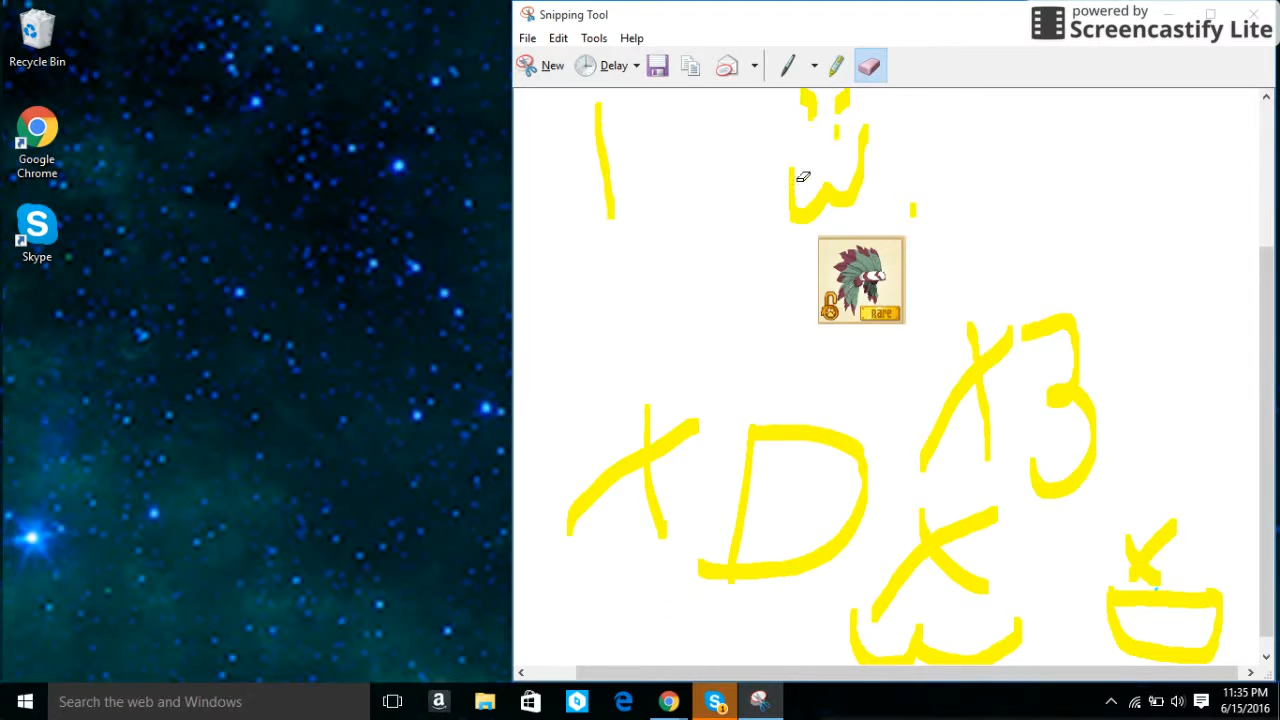 Recycle Bin
Google
Chrome
Skype
Snipping Tool
powered by
Screencastify Lite
File Edit Tools Help
New Delay
Rare
X3
XD
X
Search the web and Windows
1
11:35 PM
6/15/2016